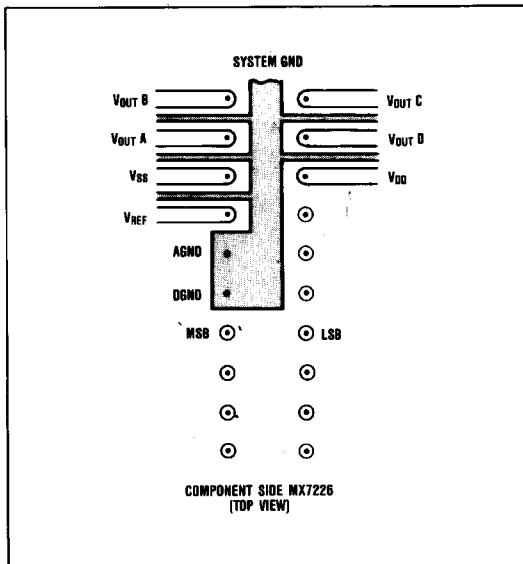 SYSTEM GND
VOUT B VOUT C
VOUT A VOUT D
VSS VDD
VREF
AGND
DGND
MSB LSB
COMPONENT SIDE MX7226
(TOP VIEW)